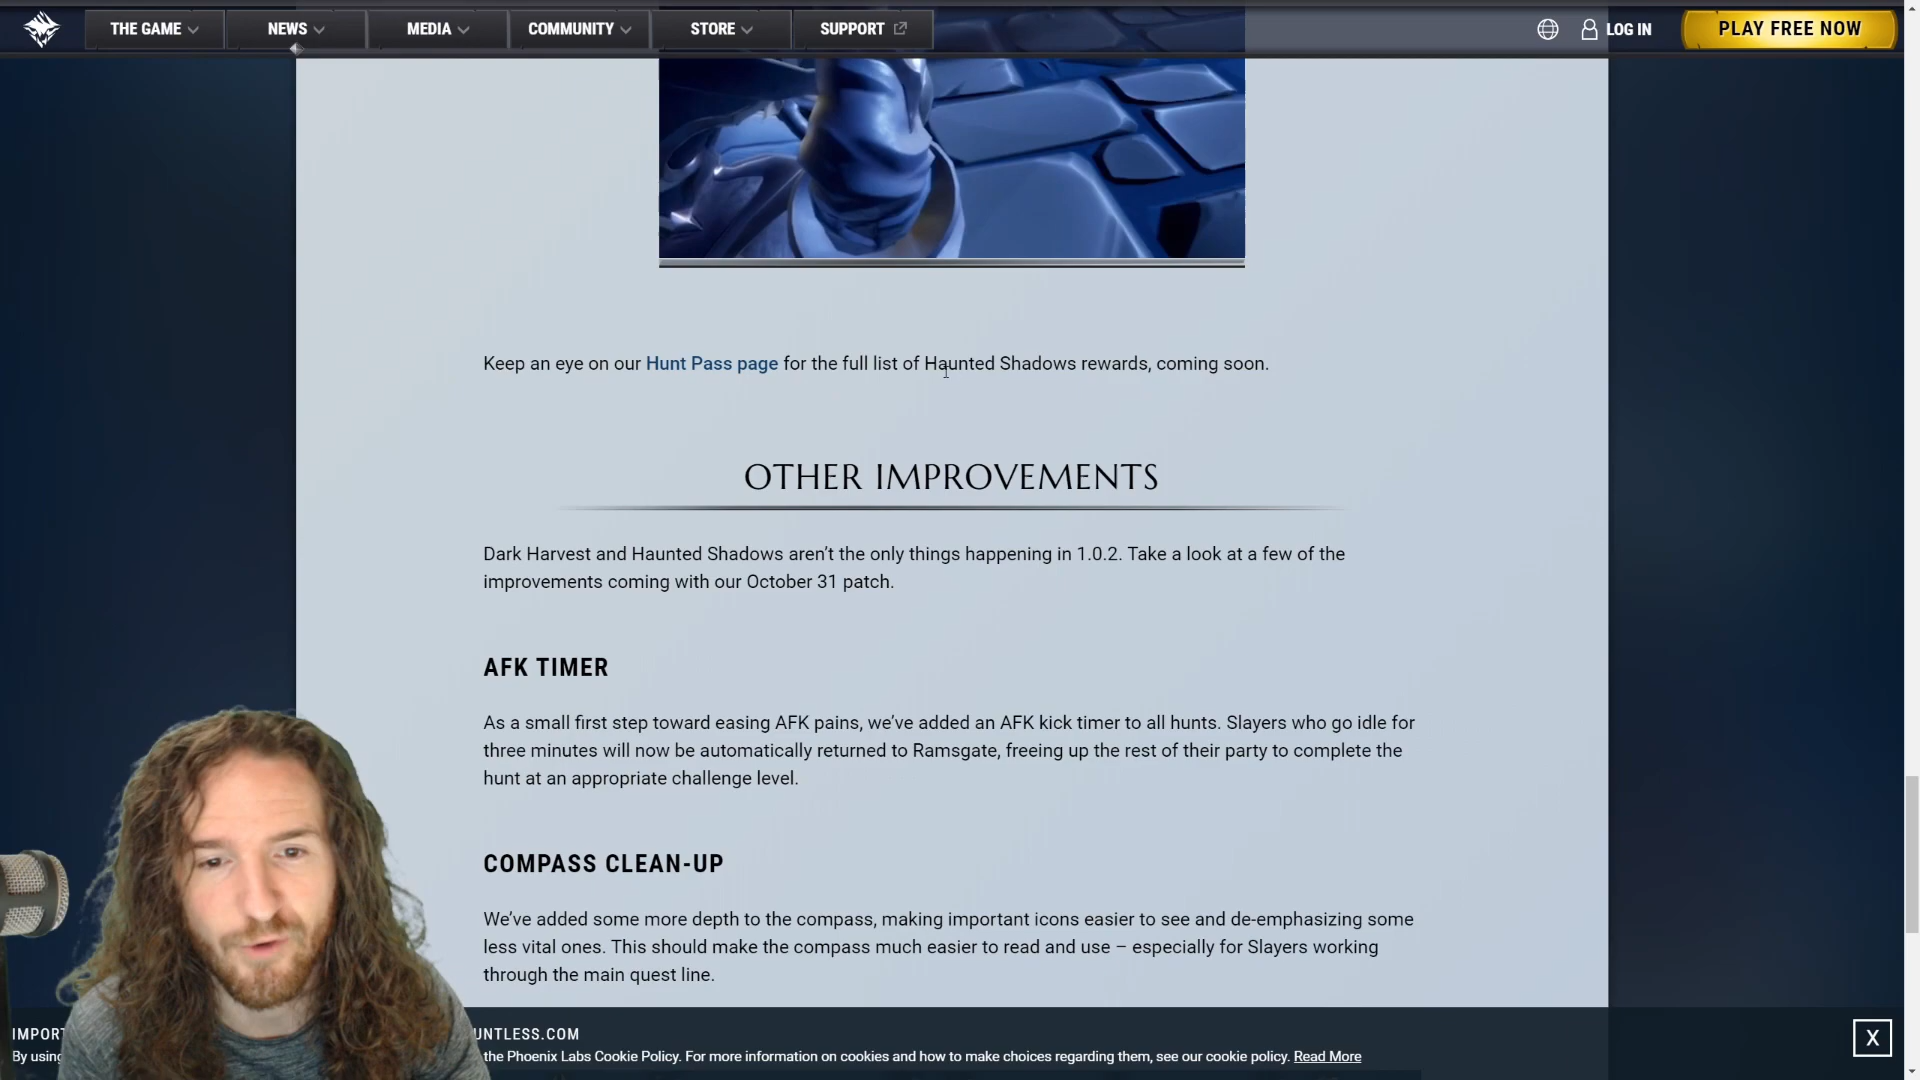 THE GAME
NEWS
MEDIA
COMMUNITY
STORE
SUPPORT
LOG IN
PLAY FREE NOW
Keep an eye on our Hunt Pass page for the full list of Haunted Shadows rewards, coming soon.
OTHER IMPROVEMENTS
Dark Harvest and Haunted Shadows aren't the only things happening in 1.0.2. Take a look at a few of the
improvements coming with our October 31 patch.
AFK TIMER
As a small first step toward easing AFK pains, we've added an AFK kick timer to all hunts. Slayers who go idle for
three minutes will now be automatically returned to Ramsgate, freeing up the rest of their party to complete the
hunt at an appropriate challenge level.
COMPASS CLEAN-UP
We've added some more depth to the compass, making important icons easier to see and de-emphasizing some
less vital ones. This should make the compass much easier to read and use – especially for Slayers working
through the main quest line.
IMPORT UNTLESS.COM
By using the Phoenix Labs Cookie Policy. For more information on cookies and how to make choices regarding them, see our cookie policy. Read More
X